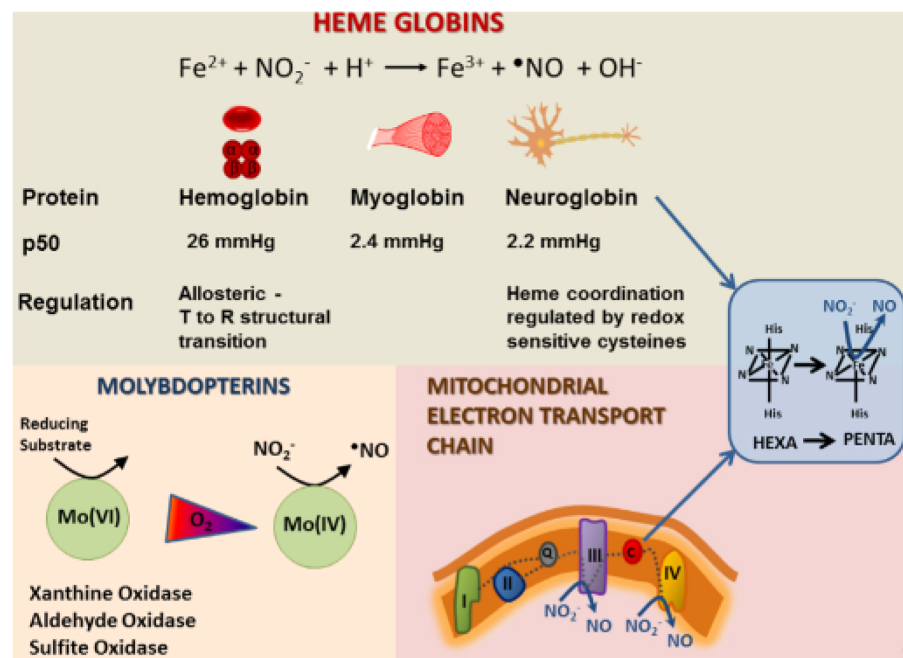 HEME GLOBINS
Fe²⁺ + NO₂⁻ + H⁺ ⟶ Fe³⁺ + •NO + OH⁻
α α
β β
Protein Hemoglobin Myoglobin Neuroglobin
p50 26 mmHg 2.4 mmHg 2.2 mmHg
Regulation
Allosteric -
T to R structural
transition
Heme coordination
regulated by redox
sensitive cysteines
NO₂⁻ NO
His His
N N N N
N N N N
His His
HEXA PENTA
MOLYBDOPTERINS
Reducing
Substrate
NO₂⁻ •NO
Mo(VI) O₂ Mo(IV)
Xanthine Oxidase
Aldehyde Oxidase
Sulfite Oxidase
MITOCHONDRIAL
ELECTRON TRANSPORT
CHAIN
I II Q III C IV
NO₂⁻ NO NO₂⁻ NO